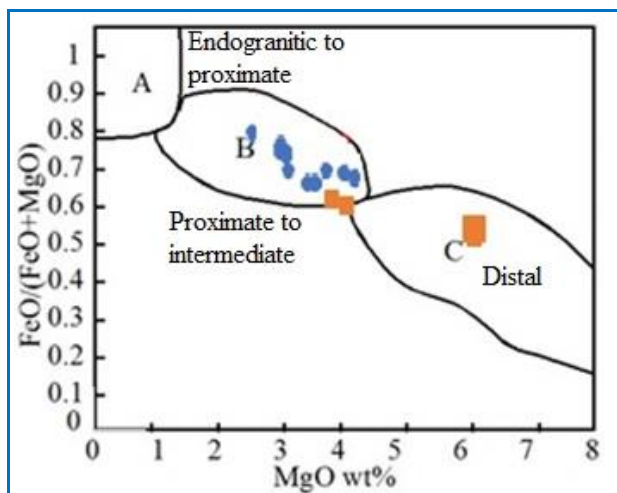 Endogranitic to
proximate
A
B
Proximate to
intermediate
C
Distal
FeO/(FeO+MgO)
1
0.9
0.8
0.7
0.6
0.5
0.4
0.3
0.2
0.1
0
0 1 2 3 4 5 6 7 8
MgO wt%